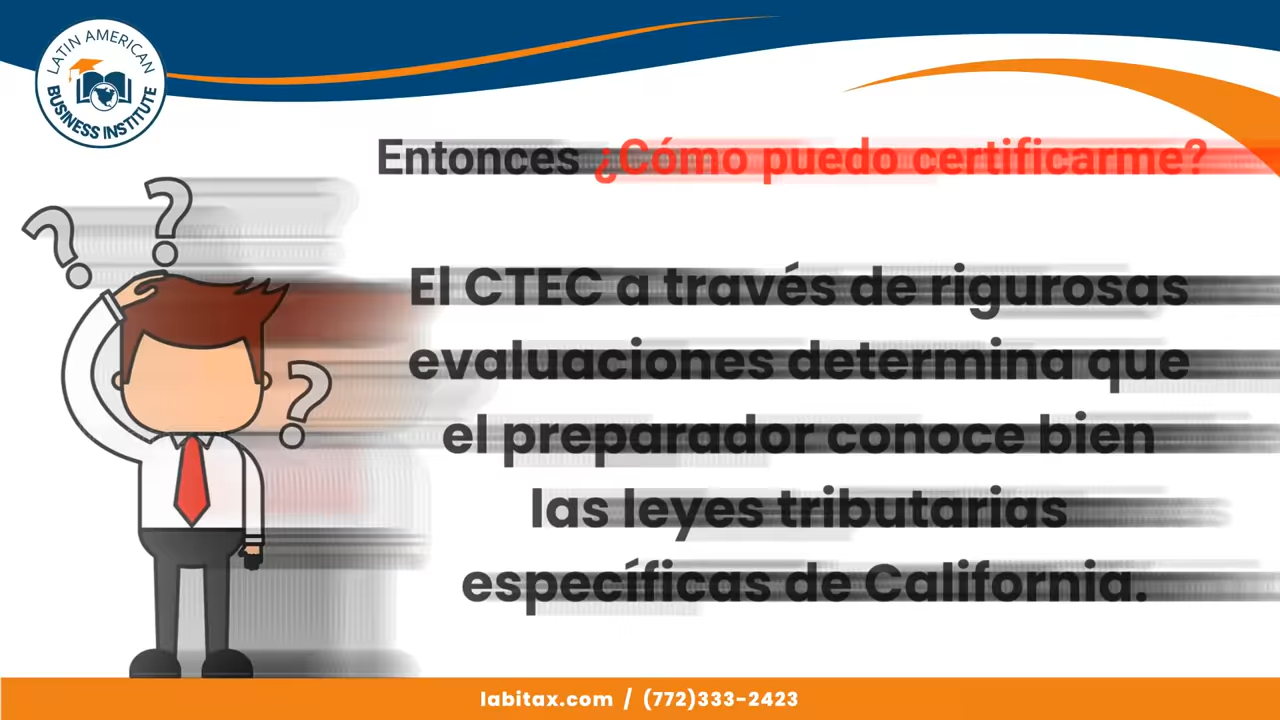 LATIN AMERICAN
BUSINESS INSTITUTE
Entonces ¿Cómo puedo certificarme?
El CTEC a través de rigurosas
evaluaciones determina que
el preparador conoce bien
las leyes tributarias
específicas de California.
labitax.com / (772)333-2423